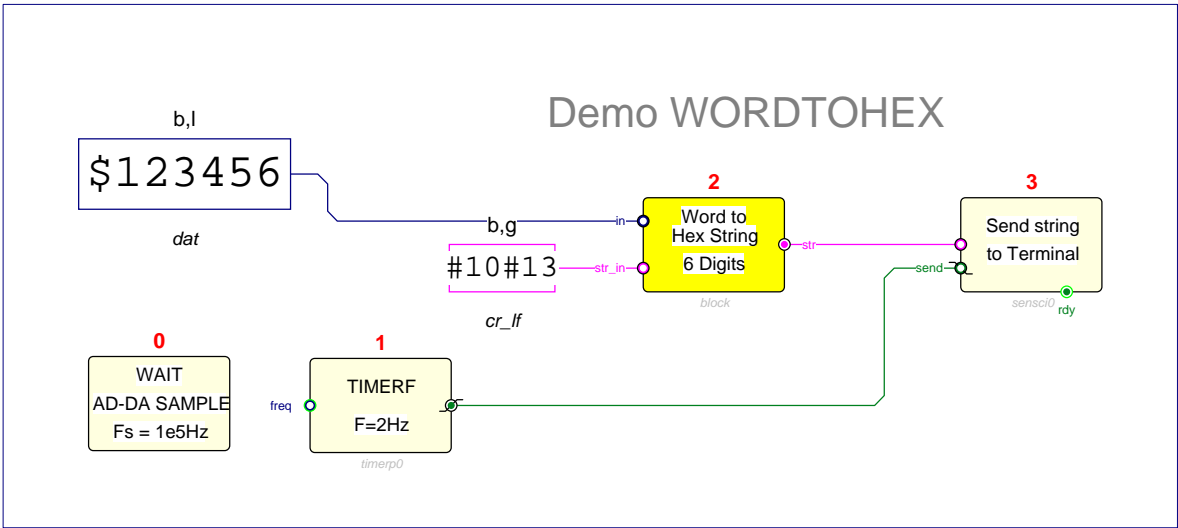 Demo WORDTOHEX
b,l
$123456
dat
b,g
#10#13
cr_lf
in
str_in
2
Word to
Hex String
6 Digits
block
str
3
Send string
to Terminal
send
sensci0
rdy
0
WAIT
AD-DA SAMPLE
Fs = 1e5Hz
1
freq
TIMERF
F=2Hz
timerp0